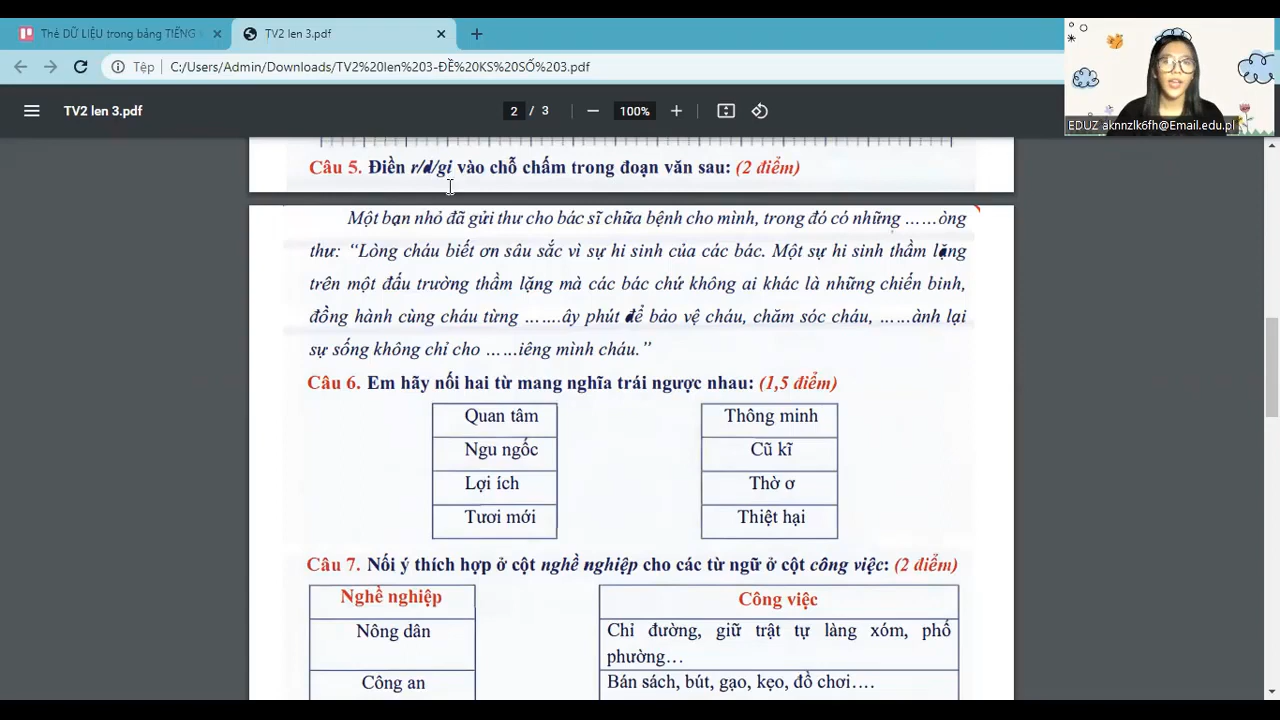 Thẻ DỮ LIỆU trong bảng TIẾNG
TV2 len 3.pdf
Tệp
C:/Users/Admin/Downloads/TV2%20len%203-ĐỀ%20KS%20SỐ%203.pdf
TV2 len 3.pdf
2 / 3
100%
EDUZ aknnzlk6fh@Email.edu.pl
Câu 5. Điền r/d/gi vào chỗ chấm trong đoạn văn sau: (2 điểm)
Một bạn nhỏ đã gửi thư cho bác sĩ chữa bệnh cho mình, trong đó có những ……òng
thư: “Lòng cháu biết ơn sâu sắc vì sự hi sinh của các bác. Một sự hi sinh thầm lặng
trên một đấu trường thầm lặng mà các bác chứ không ai khác là những chiến binh,
đồng hành cùng cháu từng …….ây phút để bảo vệ cháu, chăm sóc cháu, ……ành lại
sự sống không chỉ cho ……iêng mình cháu.”
Câu 6. Em hãy nối hai từ mang nghĩa trái ngược nhau: (1,5 điểm)
Quan tâm
Ngu ngốc
Lợi ích
Tươi mới
Thông minh
Cũ kĩ
Thờ ơ
Thiệt hại
Câu 7. Nối ý thích hợp ở cột nghề nghiệp cho các từ ngữ ở cột công việc: (2 điểm)
Nghề nghiệp
Nông dân
Công an
Công việc
Chỉ đường, giữ trật tự làng xóm, phố
phường…
Bán sách, bút, gạo, kẹo, đồ chơi….